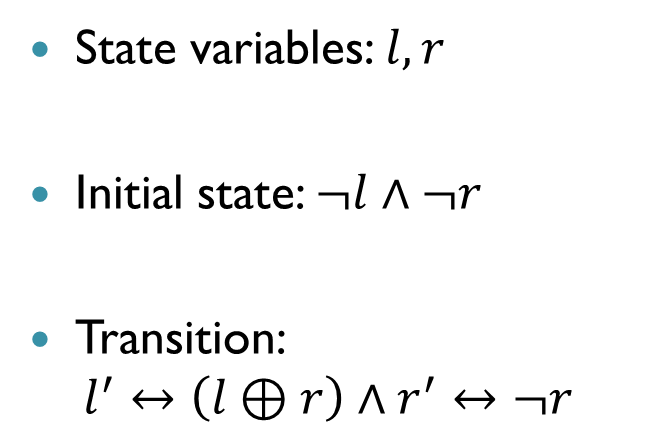 • State variables: l, r
• Initial state: ¬l ∧ ¬r
• Transition:
l′ ↔ (l ⊕ r) ∧ r′ ↔ ¬r